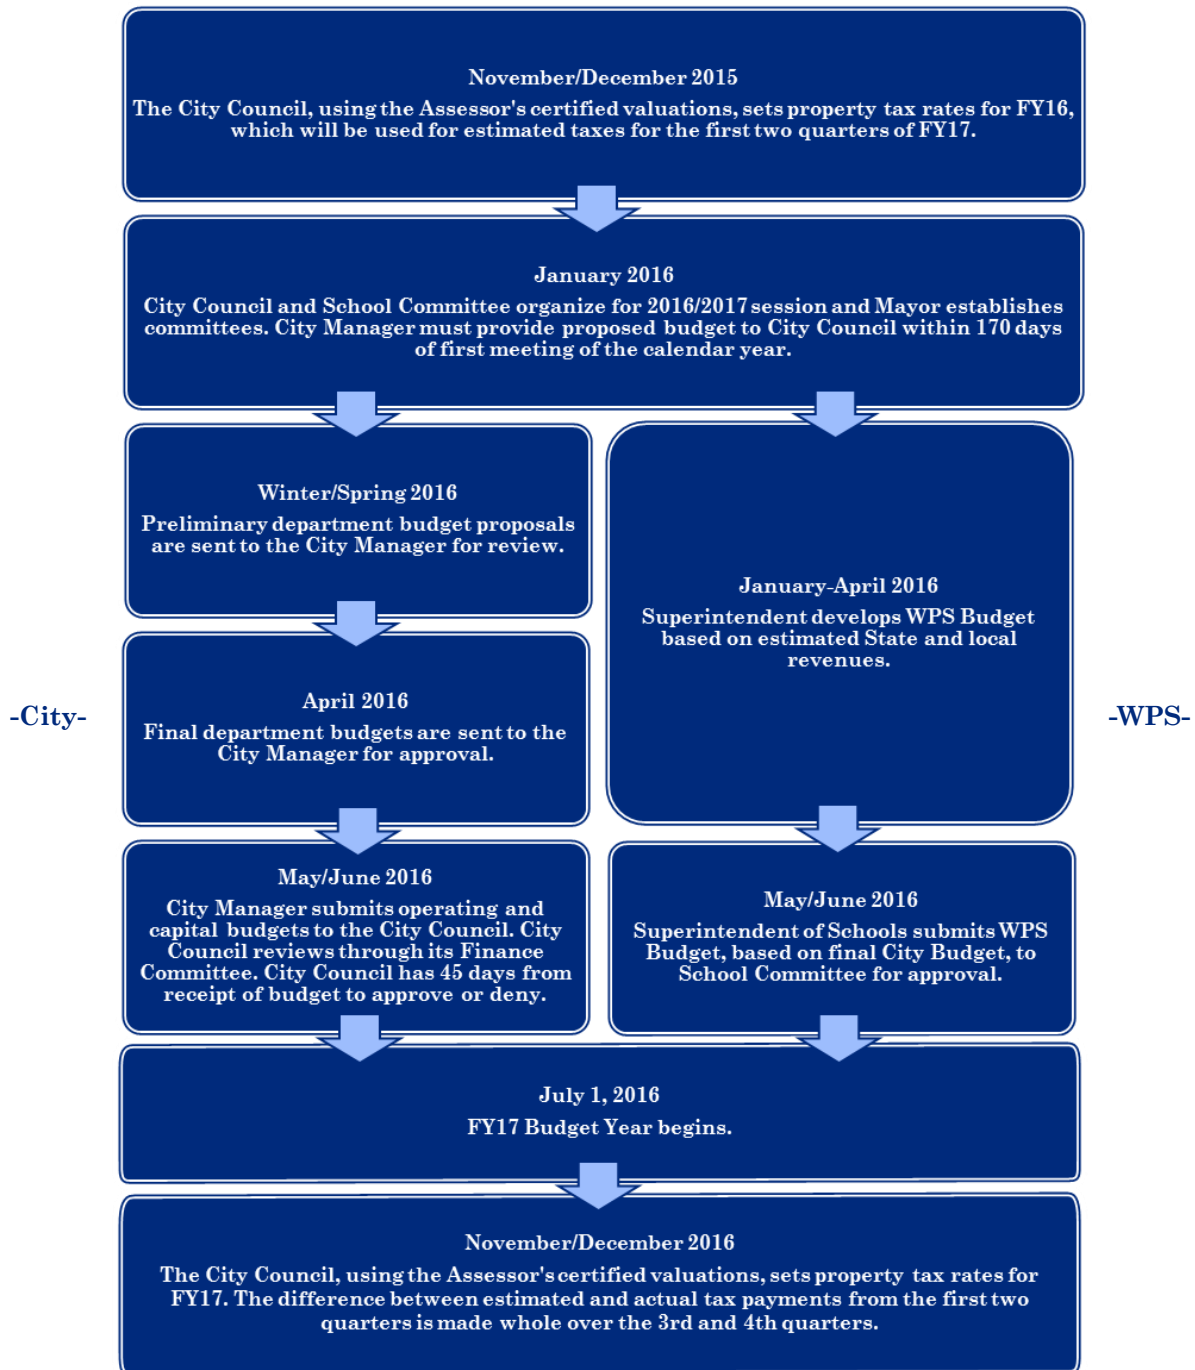 November/December 2015
The City Council, using the Assessor's certified valuations, sets property tax rates for FY16,
which will be used for estimated taxes for the first two quarters of FY17.
January 2016
City Council and School Committee organize for 2016/2017 session and Mayor establishes
committees. City Manager must provide proposed budget to City Council within 170 days
of first meeting of the calendar year.
Winter/Spring 2016
Preliminary department budget proposals
are sent to the City Manager for review.
January-April 2016
Superintendent develops WPS Budget
based on estimated State and local
revenues.
-City-
April 2016
Final department budgets are sent to the
City Manager for approval.
-WPS-
May/June 2016
City Manager submits operating and
capital budgets to the City Council. City
Council reviews through its Finance
Committee. City Council has 45 days from
receipt of budget to approve or deny.
May/June 2016
Superintendent of Schools submits WPS
Budget, based on final City Budget, to
School Committee for approval.
July 1, 2016
FY17 Budget Year begins.
November/December 2016
The City Council, using the Assessor's certified valuations, sets property tax rates for
FY17. The difference between estimated and actual tax payments from the first two
quarters is made whole over the 3rd and 4th quarters.